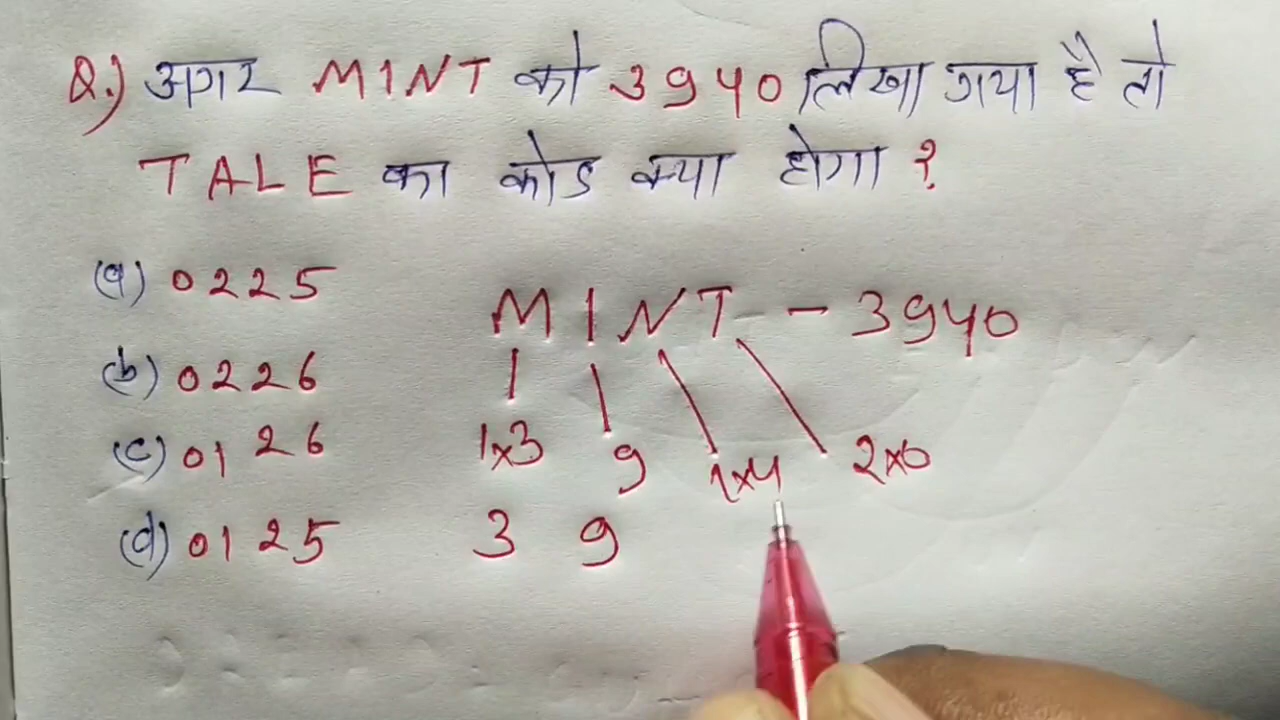 Q.) अगर MINT को 3940 लिखा गया है तो
TALE का कोड क्या होगा ?
(a) 0225
(b) 0226
(c) 0126
(d) 0125
MINT - 3940
1x3 9 1x4 2x0
3 9